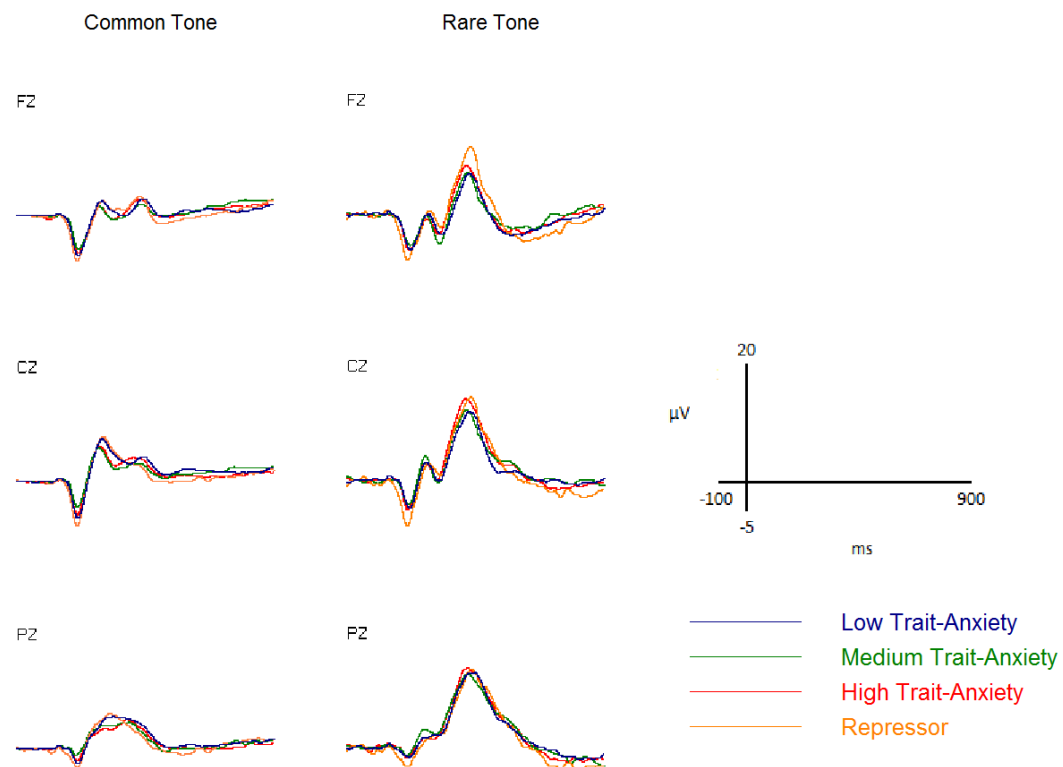 Common Tone
Rare Tone
FZ
FZ
CZ
CZ
20
µV
-100
900
-5
ms
PZ
PZ
Low Trait-Anxiety
Medium Trait-Anxiety
High Trait-Anxiety
Repressor